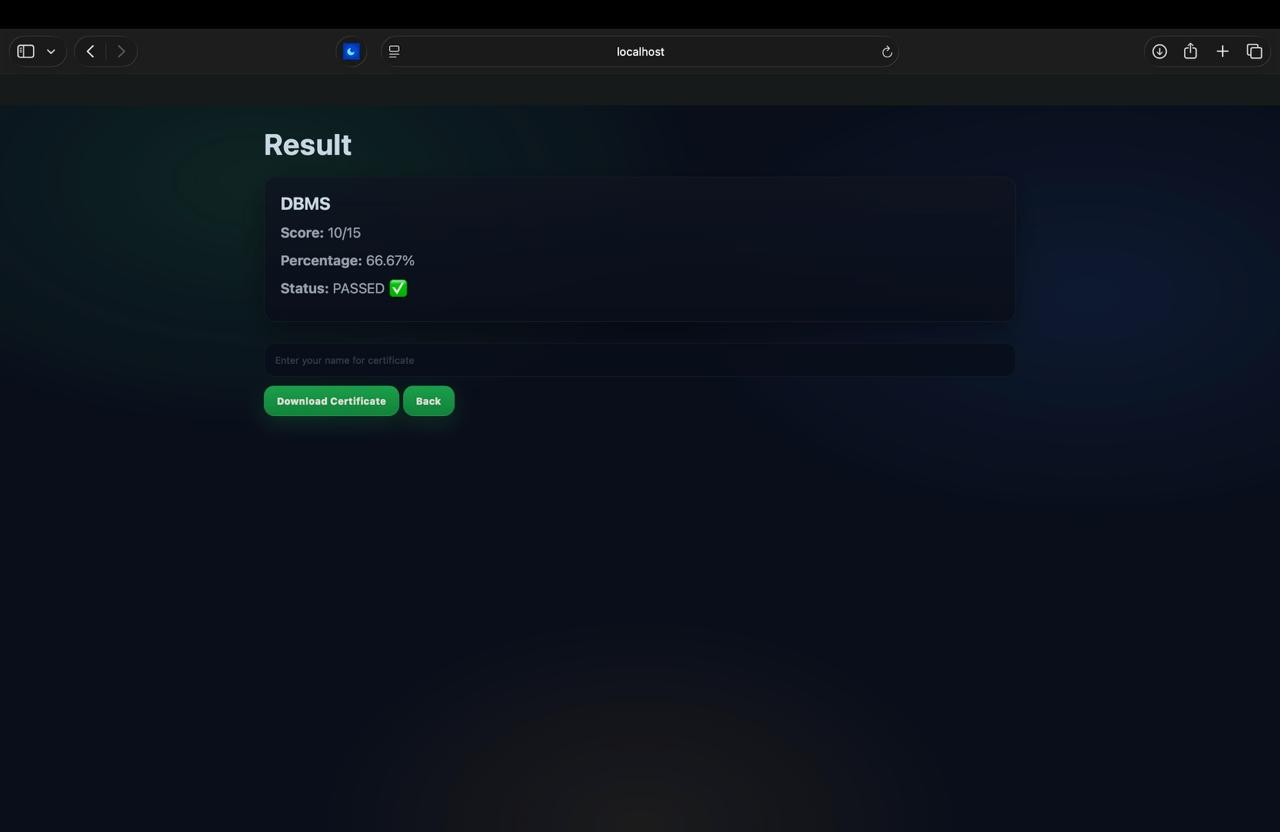 localhost
Result
DBMS
Score: 10/15
Percentage: 66.67%
Status: PASSED ✅
Enter your name for certificate
Download Certificate
Back